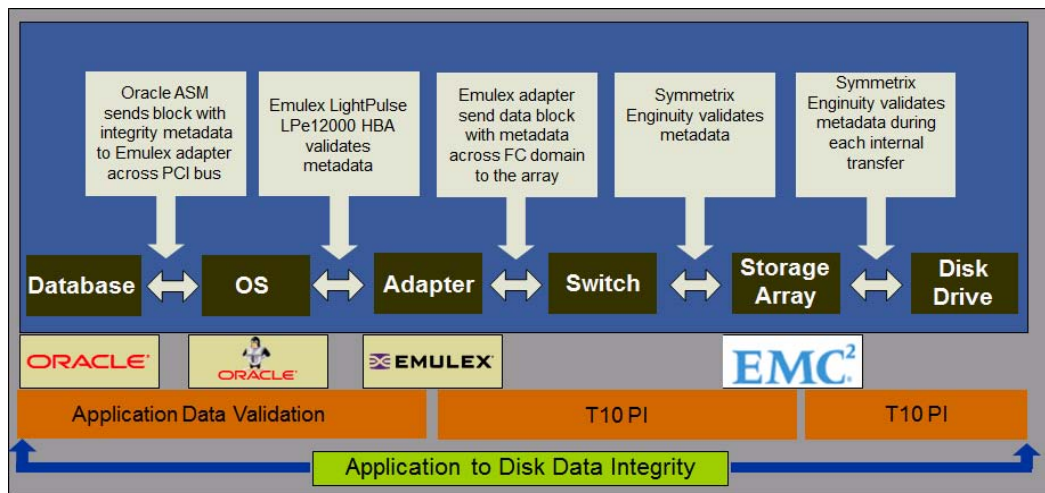 Oracle ASM
sends block with
integrity metadata
to Emulex adapter
across PCI bus
Emulex LightPulse
LPe12000 HBA
validates
metadata
Emulex adapter
send data block
with metadata
across FC domain
to the array
Symmetrix
Enginuity validates
metadata
Symmetrix
Enginuity validates
metadata during
each internal
transfer
Database
OS
Adapter
Switch
Storage
Array
Disk
Drive
ORACLE®
ORACLE®
EMULEX®
EMC²®
Application Data Validation
T10 PI
T10 PI
Application to Disk Data Integrity